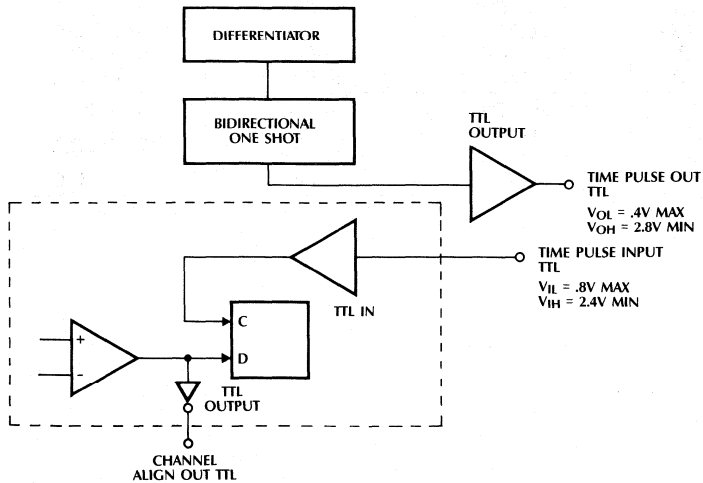 DIFFERENTIATOR
BIDIRECTIONAL
ONE SHOT
TTL
OUTPUT
TIME PULSE OUT
TTL
VOL = .4V MAX
VOH = 2.8V MIN
TIME PULSE INPUT
TTL
VIL = .8V MAX
VIH = 2.4V MIN
TTL IN
C
D
+
−
TTL
OUTPUT
CHANNEL
ALIGN OUT TTL